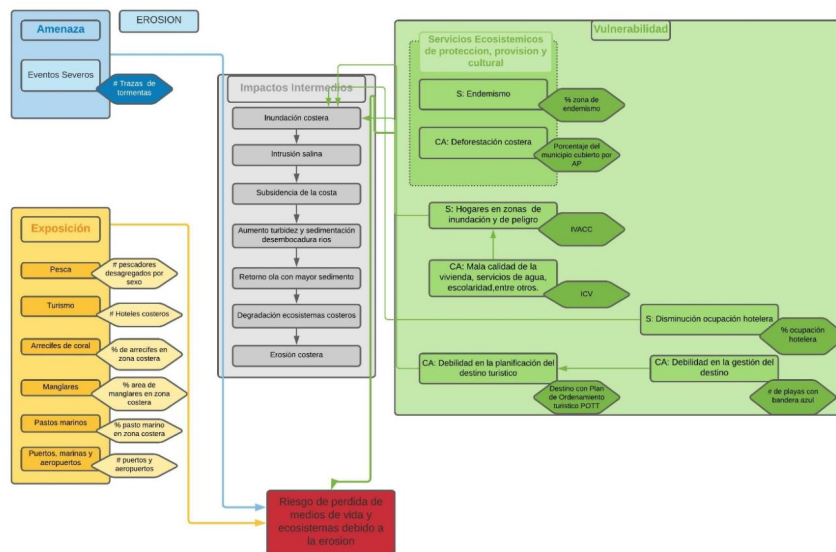 Amenaza
EROSION
Eventos Severos
# Trazas de
tormentas
Exposición
Pesca
# pescadores
desagregados por
sexo
Turismo
# Hoteles costeros
Arrecifes de coral
% de arrecifes en
zona costera
Manglares
% area de
manglares en zona
costera
Pastos marinos
% pasto marino
en zona costera
Puertos, marinas y
aeropuertos
# puertos y
aeropuertos
Impactos Intermedios
Inundación costera
Intrusión salina
Subsidencia de la costa
Aumento turbidez y sedimentación
desembocadura rios
Retorno ola con mayor sedimento
Degradación ecosistemas costeros
Erosión costera
Vulnerabilidad
Servicios Ecosistemicos
de proteccion, provision y
cultural
S: Endemismo
% zona de
endemismo
CA: Deforestación costera
Porcentaje del
municipio cubierto por
AP
S: Hogares en zonas de
inundación y de peligro
IVACC
CA: Mala calidad de la
vivienda, servicios de agua,
escolaridad,entre otros.
ICV
S: Disminución ocupación hotelera
% ocupación
hotelera
CA: Debilidad en la planificación del
destino turistico
Destino con Plan
de Ordenamiento
turistico POTT
CA: Debilidad en la gestión del
destino
# de playas con
bandera azul
Riesgo de perdida de
medios de vida y
ecosistemas debido a
la erosion